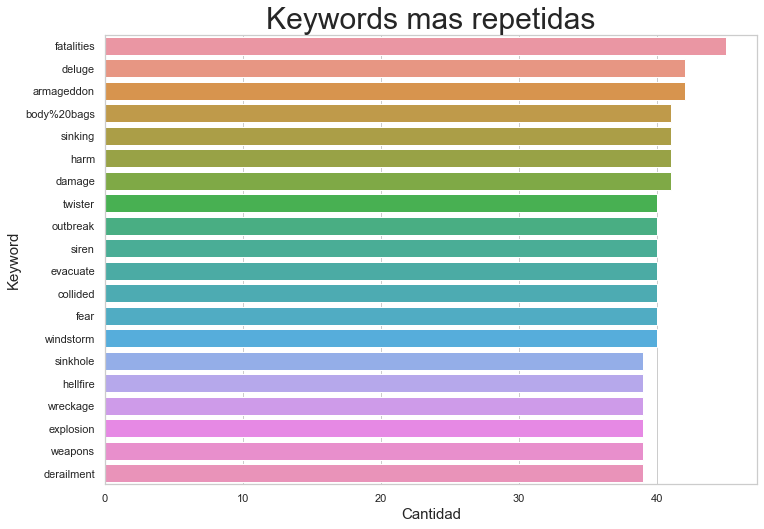 Keywords mas repetidas
Keyword
fatalities
deluge
armageddon
body%20bags
sinking
harm
damage
twister
outbreak
siren
evacuate
collided
fear
windstorm
sinkhole
hellfire
wreckage
explosion
weapons
derailment
0 10 20 30 40
Cantidad